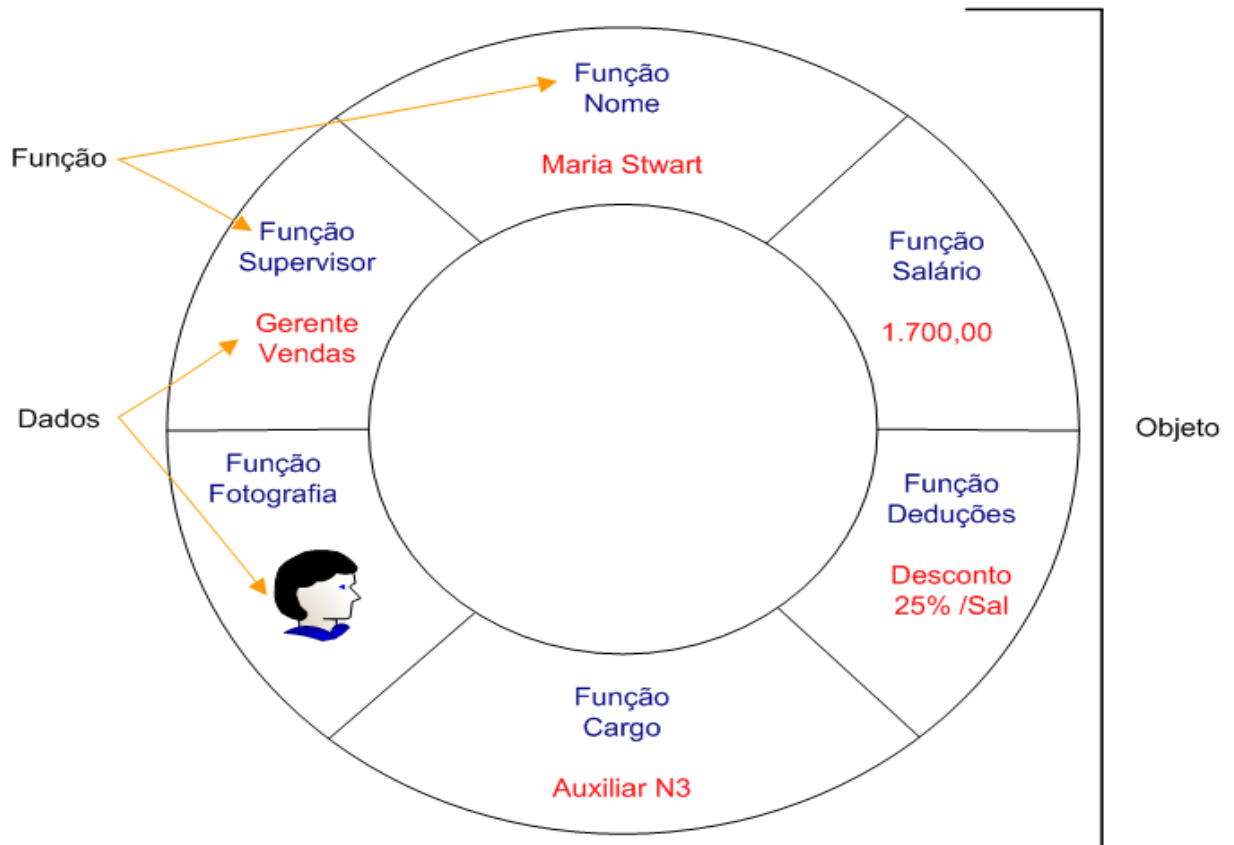 Função
Nome
Maria Stwart
Função
Função
Supervisor
Gerente
Vendas
Função
Salário
1.700,00
Dados
Objeto
Função
Fotografia
Função
Deduções
Desconto
25% /Sal
Função
Cargo
Auxiliar N3